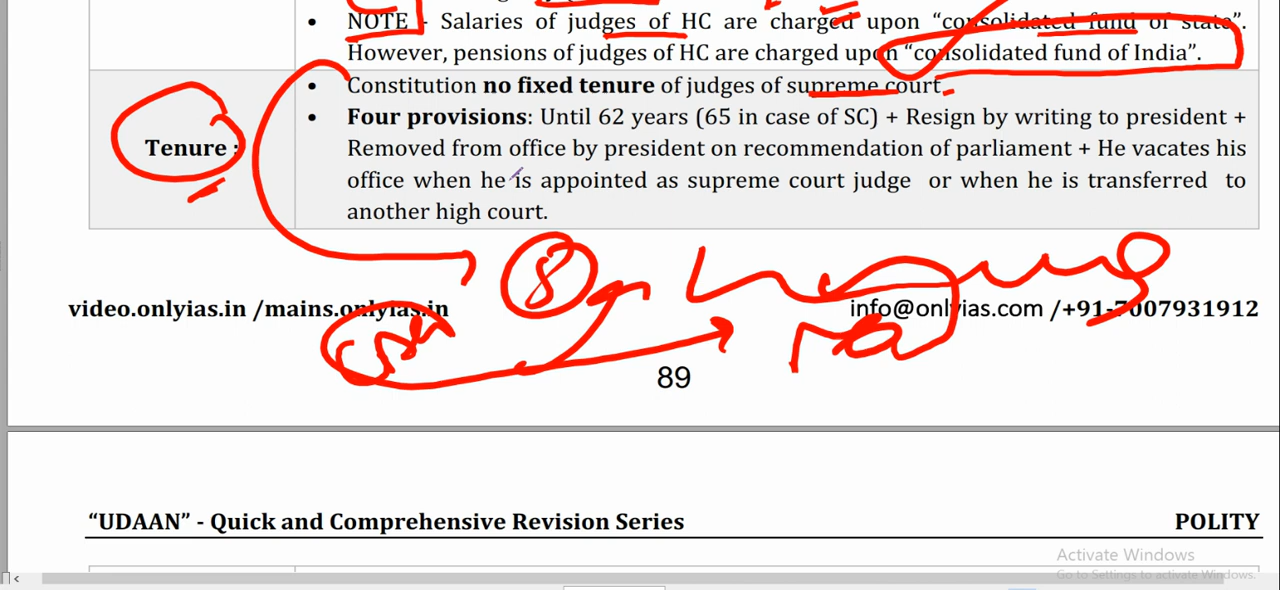 NOTE - Salaries of judges of HC are charged upon “consolidated fund of state”.
However, pensions of judges of HC are charged upon “consolidated fund of India”.
Tenure :
• Constitution no fixed tenure of judges of supreme court.
• Four provisions: Until 62 years (65 in case of SC) + Resign by writing to president +
Removed from office by president on recommendation of parliament + He vacates his
office when he is appointed as supreme court judge or when he is transferred to
another high court.
8
video.onlyias.in /mains.onlyias.in
info@onlyias.com /+91-7007931912
89
“UDAAN” - Quick and Comprehensive Revision Series
POLITY
Activate Windows
Go to Settings to activate Windows.